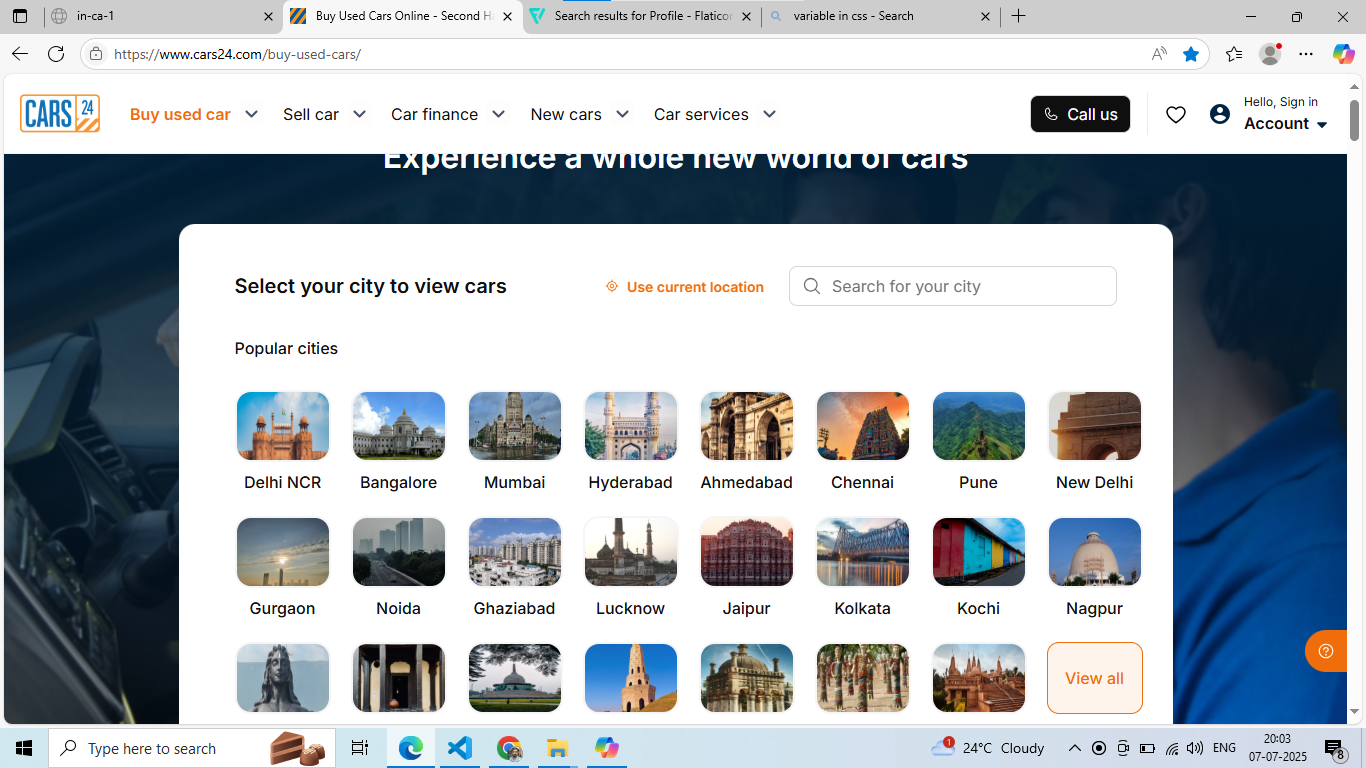 in-ca-1
Buy Used Cars Online - Second Ha
Search results for Profile - Flaticon
variable in css - Search
https://www.cars24.com/buy-used-cars/
CARS 24
Buy used car
Sell car
Car finance
New cars
Car services
Call us
Hello, Sign in
Account
Experience a whole new world of cars
Select your city to view cars
Use current location
Search for your city
Popular cities
Delhi NCR
Bangalore
Mumbai
Hyderabad
Ahmedabad
Chennai
Pune
New Delhi
Gurgaon
Noida
Ghaziabad
Lucknow
Jaipur
Kolkata
Kochi
Nagpur
View all
Type here to search
1
24°C Cloudy
ENG
20:03
07-07-2025
8